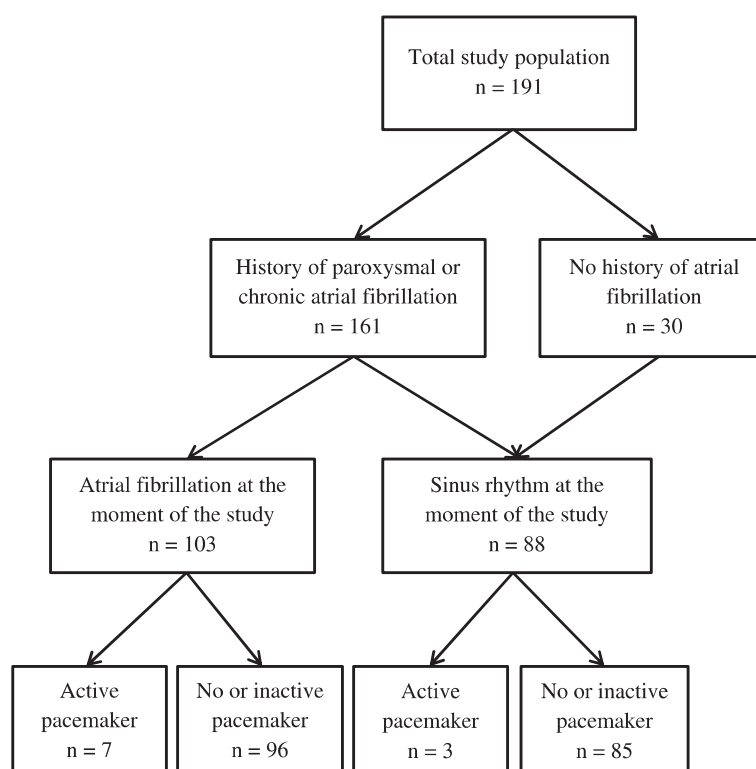 Total study population
n = 191
History of paroxysmal or
chronic atrial fibrillation
n = 161
No history of atrial
fibrillation
n = 30
Atrial fibrillation at the
moment of the study
n = 103
Sinus rhythm at the
moment of the study
n = 88
Active
pacemaker
n = 7
No or inactive
pacemaker
n = 96
Active
pacemaker
n = 3
No or inactive
pacemaker
n = 85